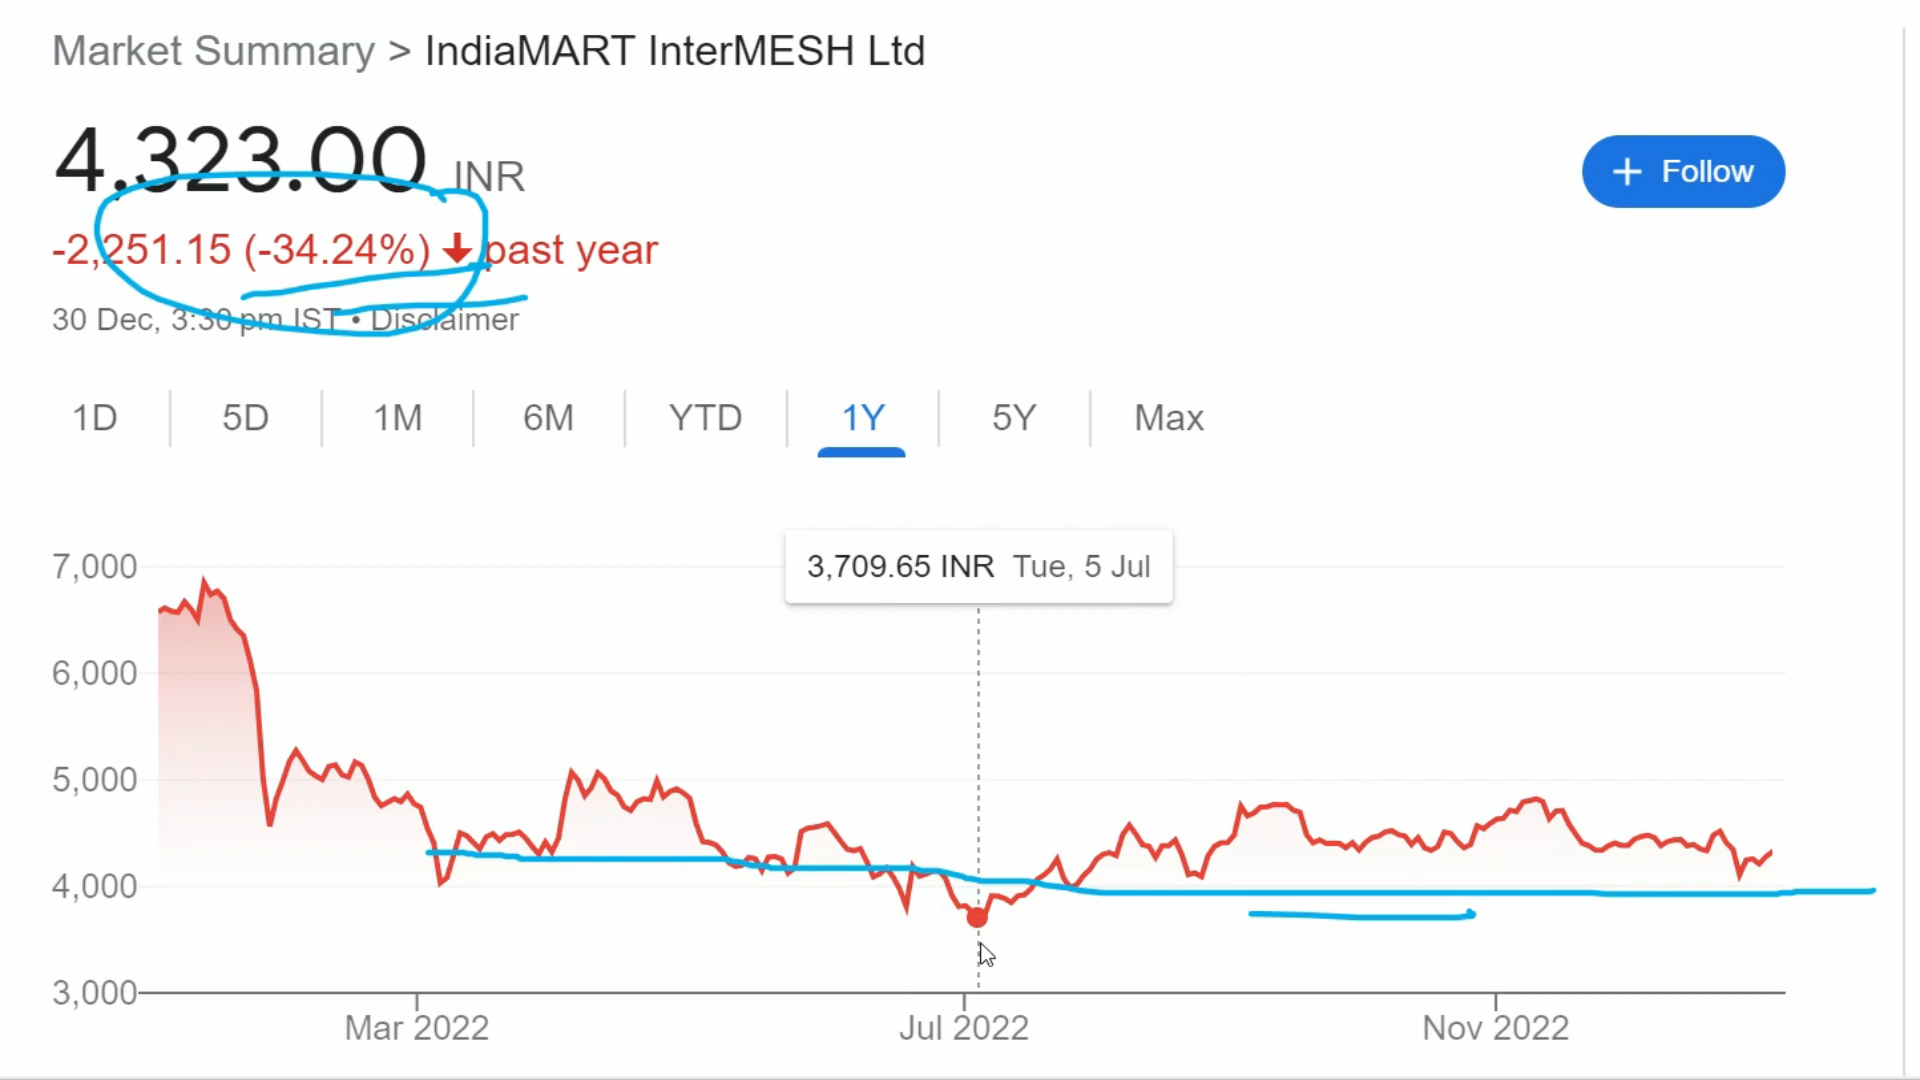 Market Summary > IndiaMART InterMESH Ltd
4,323.00 INR
+ Follow
-2,251.15 (-34.24%) ↓ past year
30 Dec, 3:30 pm IST • Disclaimer
1D 5D 1M 6M YTD 1Y 5Y Max
3,709.65 INR Tue, 5 Jul
7,000
6,000
5,000
4,000
3,000
Mar 2022 Jul 2022 Nov 2022